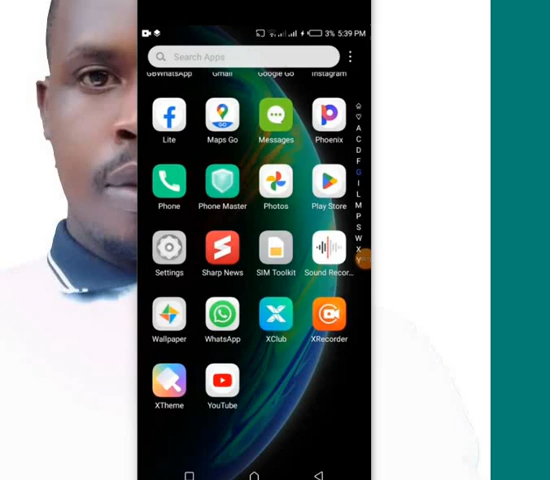 3% 5:39 PM
Search Apps
GBWhatsApp Gmail Google Go Instagram
Lite Maps Go Messages Phoenix
GO
Phone Phone Master Photos Play Store
Settings Sharp News SIM Toolkit Sound Recor...
Wallpaper WhatsApp XClub XRecorder
XTheme YouTube
A
C
D
F
G
I
L
M
P
S
W
X
Y